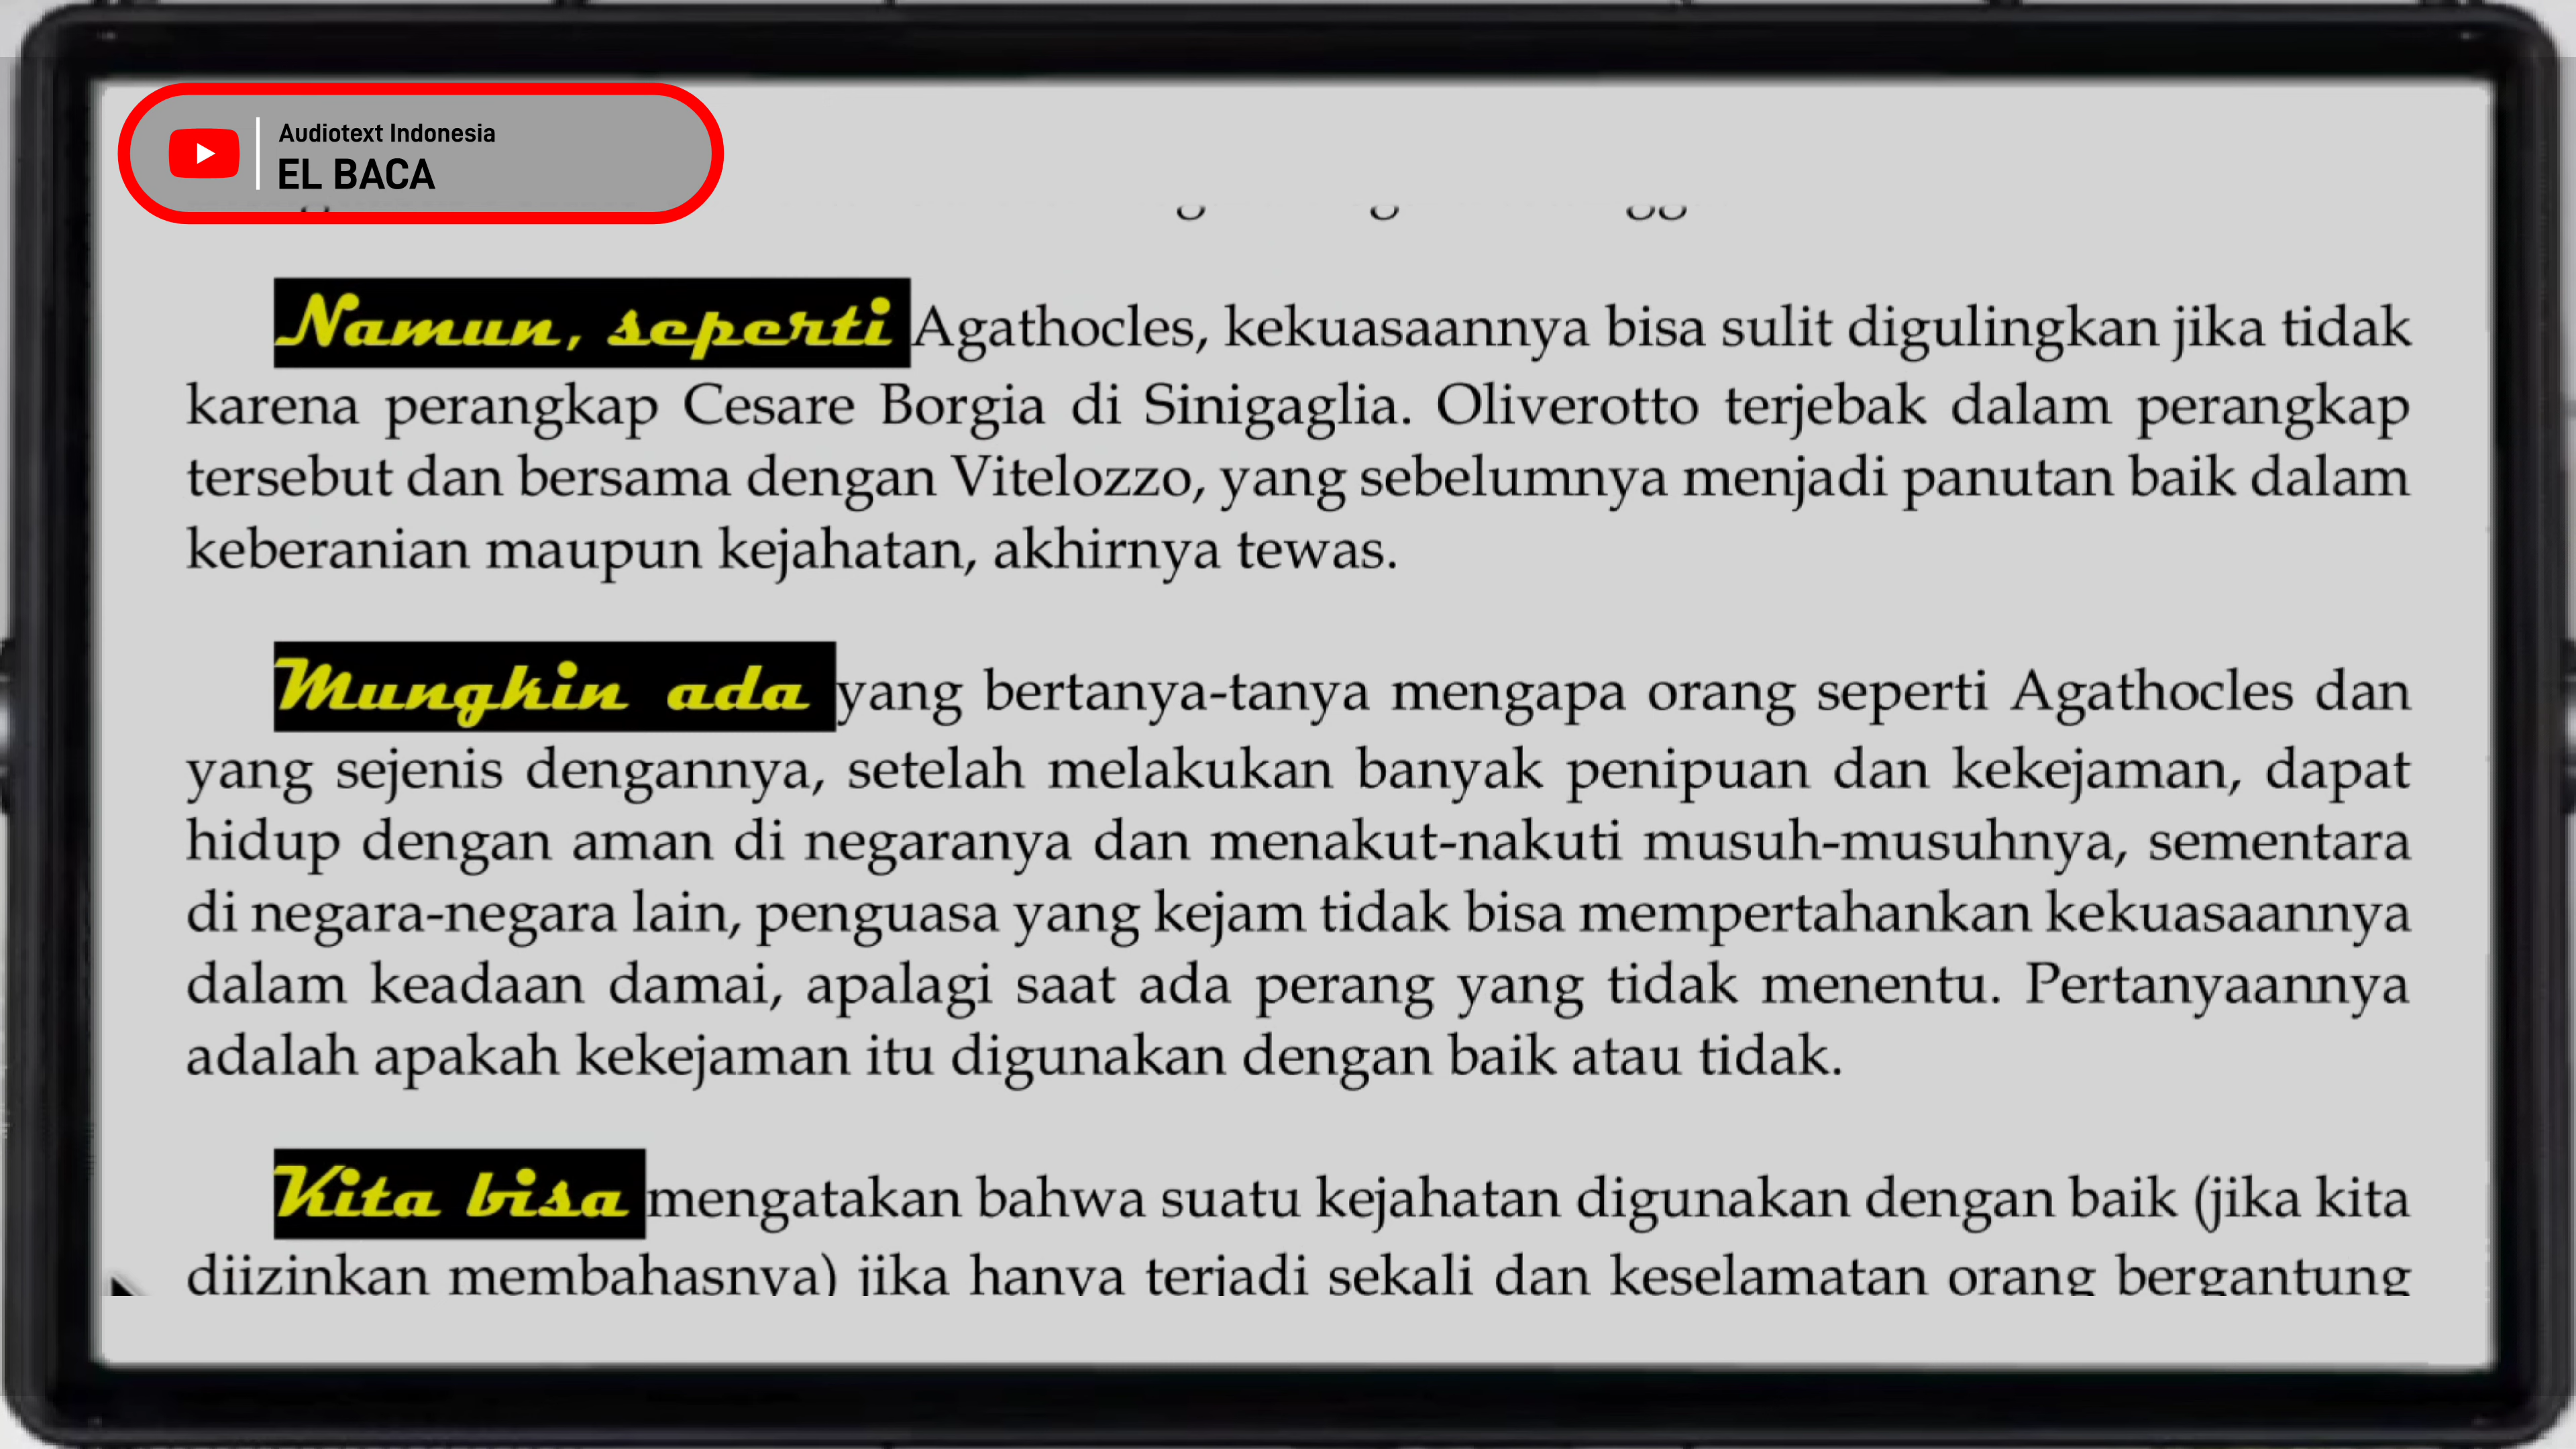 Audiotext Indonesia
EL BACA
Namun, seperti Agathocles, kekuasaannya bisa sulit digulingkan jika tidak
karena perangkap Cesare Borgia di Sinigaglia. Oliverotto terjebak dalam perangkap
tersebut dan bersama dengan Vitelozzo, yang sebelumnya menjadi panutan baik dalam
keberanian maupun kejahatan, akhirnya tewas.
Mungkin ada yang bertanya-tanya mengapa orang seperti Agathocles dan
yang sejenis dengannya, setelah melakukan banyak penipuan dan kekejaman, dapat
hidup dengan aman di negaranya dan menakut-nakuti musuh-musuhnya, sementara
di negara-negara lain, penguasa yang kejam tidak bisa mempertahankan kekuasaannya
dalam keadaan damai, apalagi saat ada perang yang tidak menentu. Pertanyaannya
adalah apakah kekejaman itu digunakan dengan baik atau tidak.
Kita bisa mengatakan bahwa suatu kejahatan digunakan dengan baik (jika kita
diizinkan membahasnya) jika hanya terjadi sekali dan keselamatan orang bergantung